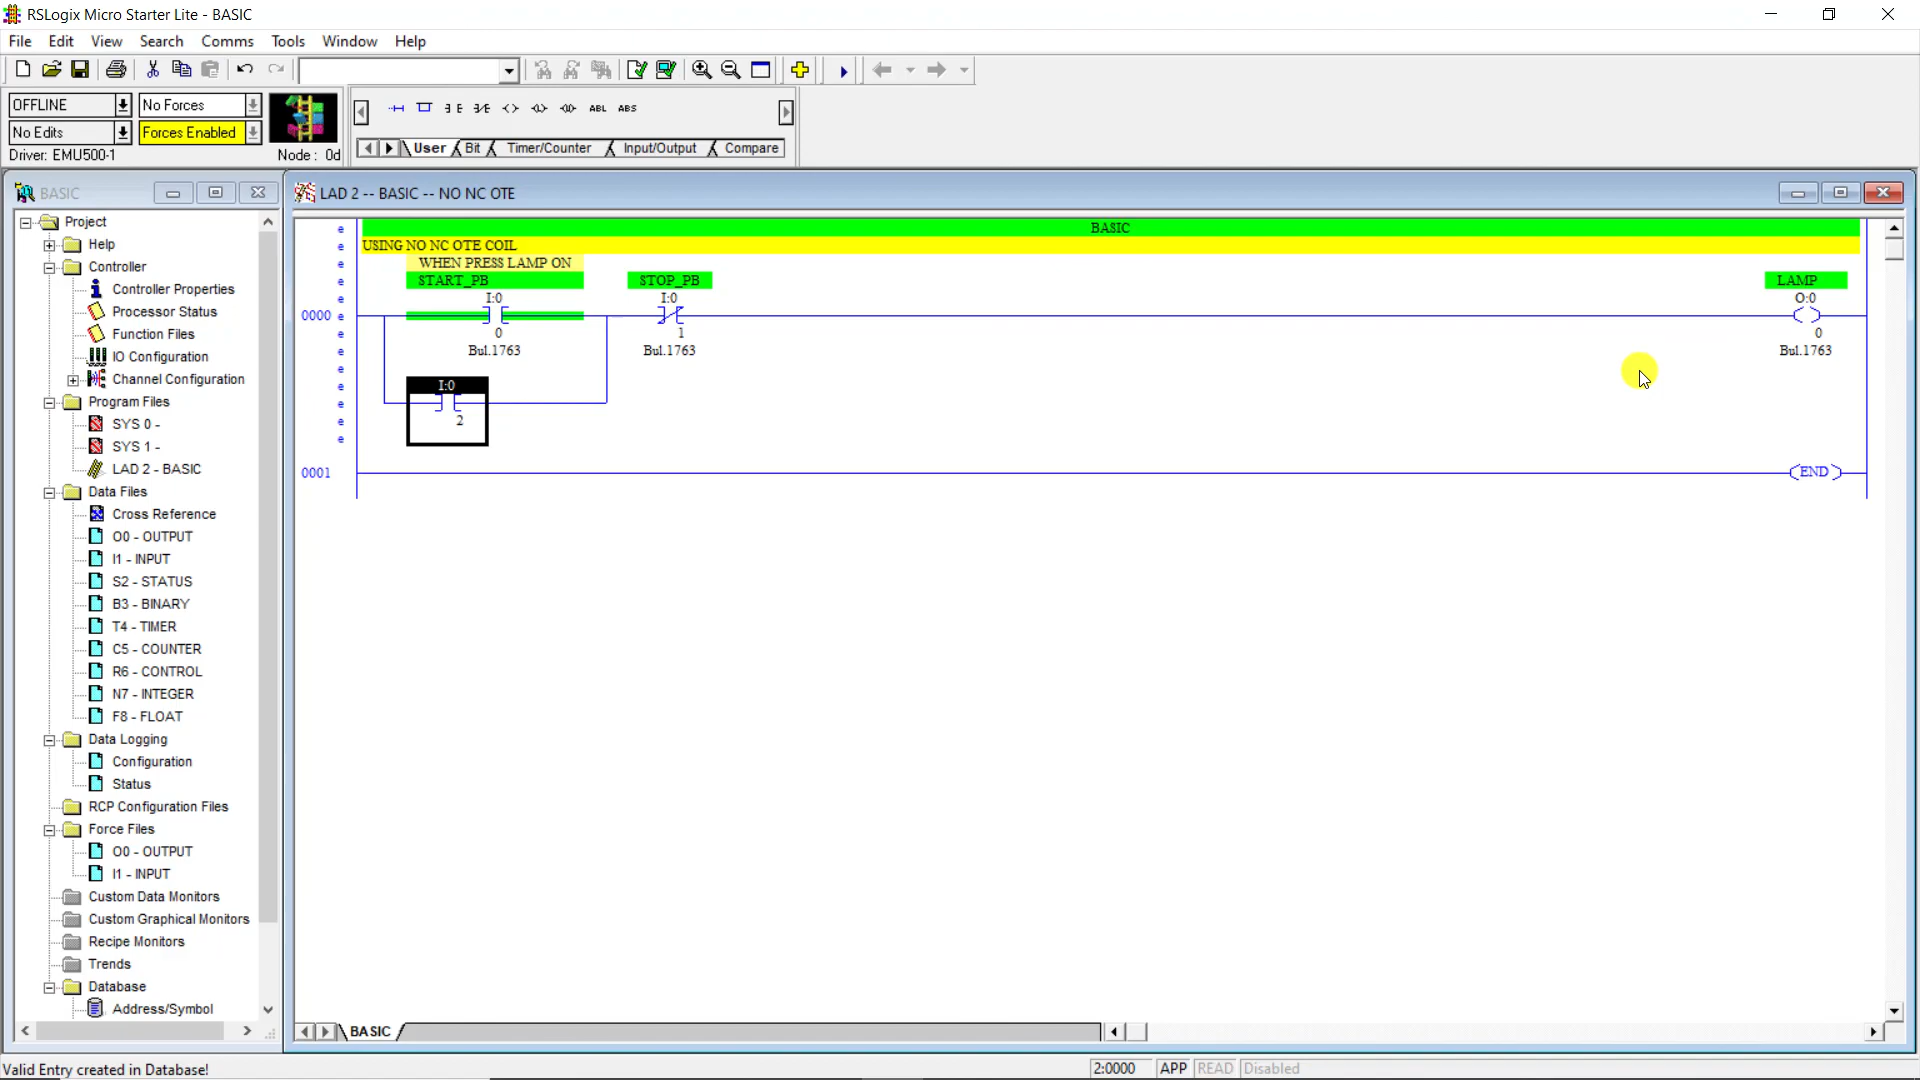 RSLogix Micro Starter Lite - BASIC
File Edit View Search Comms Tools Window Help
OFFLINE No Forces
No Edits Forces Enabled
Driver: EMU500-1 Node : 0d
ABL ABS
User Bit Timer/Counter Input/Output Compare
BASIC
Project
Help
Controller
Controller Properties
Processor Status
Function Files
IO Configuration
Channel Configuration
Program Files
SYS 0 -
SYS 1 -
LAD 2 - BASIC
Data Files
Cross Reference
O0 - OUTPUT
I1 - INPUT
S2 - STATUS
B3 - BINARY
T4 - TIMER
C5 - COUNTER
R6 - CONTROL
N7 - INTEGER
F8 - FLOAT
Data Logging
Configuration
Status
RCP Configuration Files
Force Files
O0 - OUTPUT
I1 - INPUT
Custom Data Monitors
Custom Graphical Monitors
Recipe Monitors
Trends
Database
Address/Symbol
LAD 2 -- BASIC -- NO NC OTE
e BASIC
e USING NO NC OTE COIL
e WHEN PRESS LAMP ON
e START_PB STOP_PB LAMP
e I:0 I:0 O:0
0000 e
e 0 1 0
e Bul.1763 Bul.1763 Bul.1763
e
e I:0
e
e 2
e
0001 END
BASIC
Valid Entry created in Database! 2:0000 APP READ Disabled